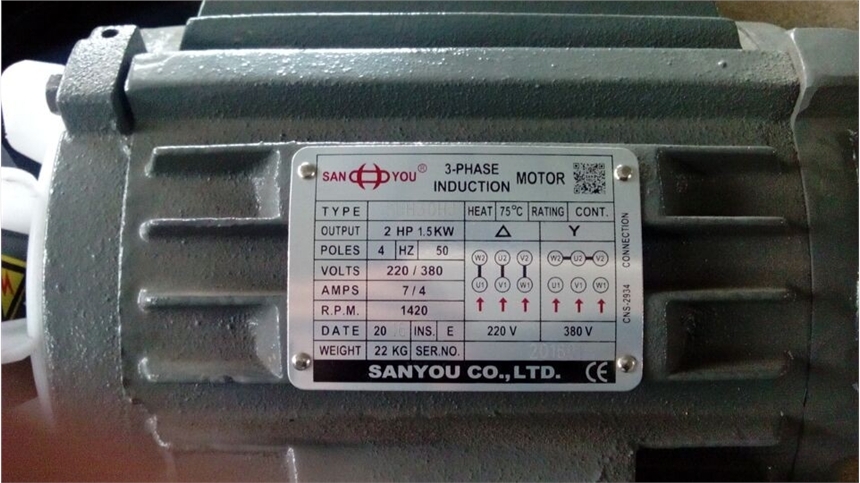 SAN YOU® 3-PHASE INDUCTION MOTOR
TYPE HEAT 75°C RATING CONT.
OUTPUT 2 HP 1.5KW Δ Y
POLES 4 HZ 50
VOLTS 220 / 380
W2 U2 V2 W2 U2 V2
AMPS 7 / 4
U1 V1 W1 U1 V1 W1
R.P.M. 1420
DATE 20 INS. E 220 V 380 V
WEIGHT 22 KG SER.NO.
SANYOU CO.,LTD. CE
CNS-2934 CONNECTION